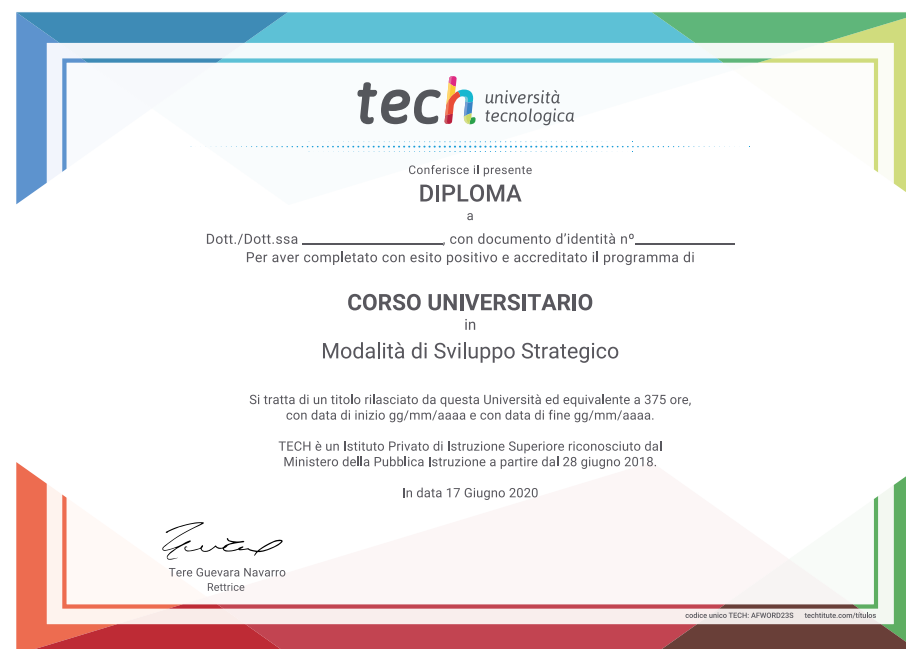 tech università
tecnologica
Conferisce il presente
DIPLOMA
a
Dott./Dott.ssa ____________________, con documento d'identità nº______________
Per aver completato con esito positivo e accreditato il programma di
CORSO UNIVERSITARIO
in
Modalità di Sviluppo Strategico
Si tratta di un titolo rilasciato da questa Università ed equivalente a 375 ore,
con data di inizio gg/mm/aaaa e con data di fine gg/mm/aaaa.
TECH è un Istituto Privato di Istruzione Superiore riconosciuto dal
Ministero della Pubblica Istruzione a partire dal 28 giugno 2018.
In data 17 Giugno 2020
Tere Guevara Navarro
Rettrice
codice unico TECH: AFWORD23S techtitute.com/títulos